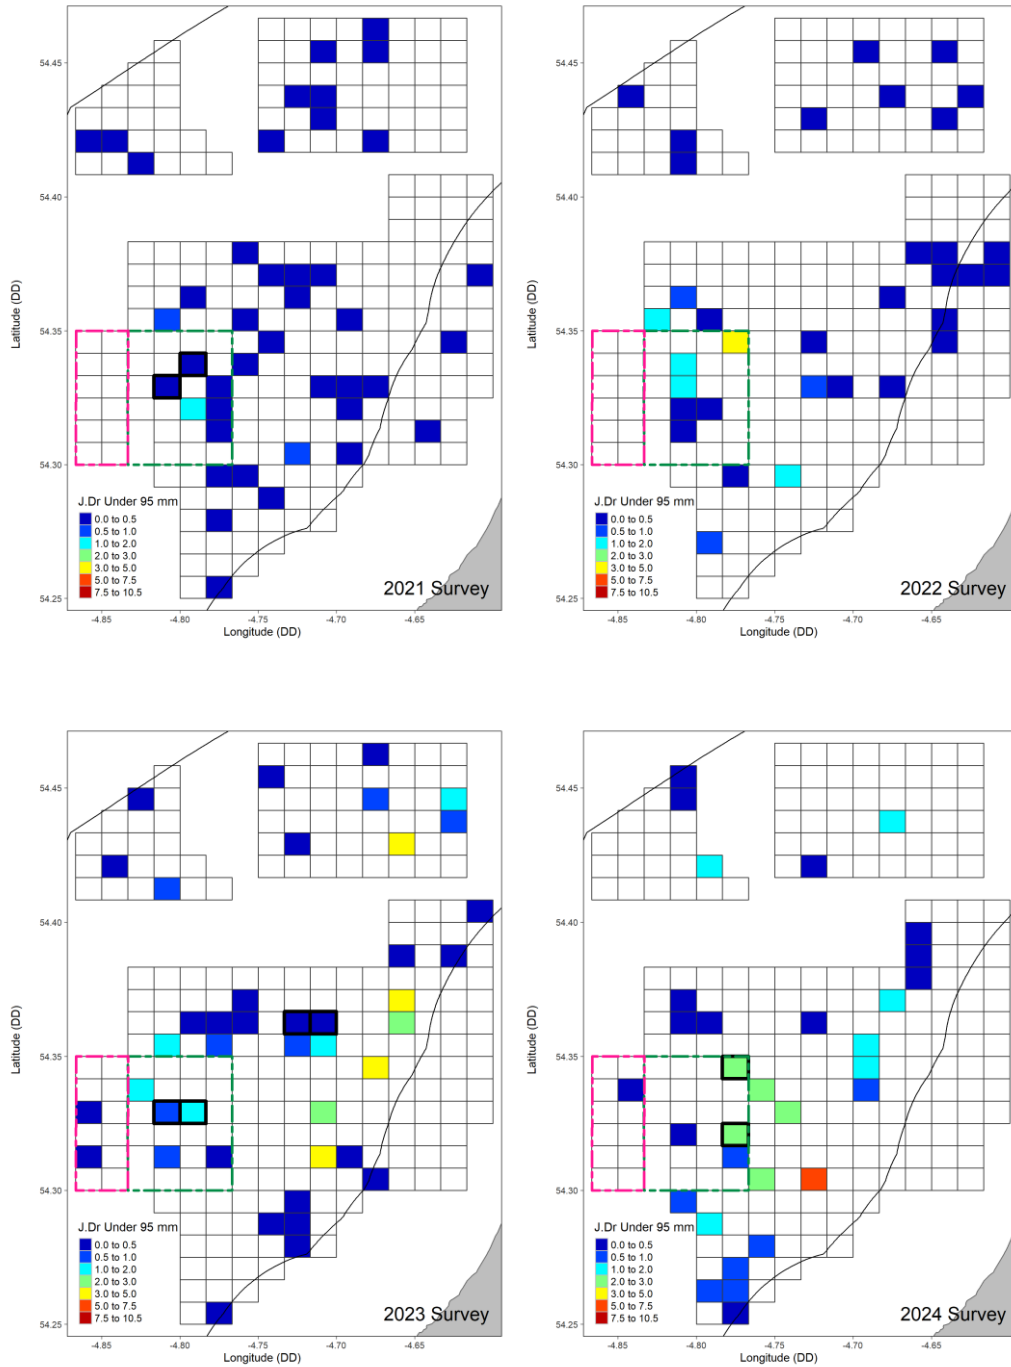 54.45
54.40
54.35
54.30
54.25
Latitude (DD)
J.Dr Under 95 mm
0.0 to 0.5
0.5 to 1.0
1.0 to 2.0
2.0 to 3.0
3.0 to 5.0
5.0 to 7.5
7.5 to 10.5
2021 Survey
-4.85
-4.80
-4.75
-4.70
-4.65
Longitude (DD)
54.45
54.40
54.35
54.30
54.25
Latitude (DD)
J.Dr Under 95 mm
0.0 to 0.5
0.5 to 1.0
1.0 to 2.0
2.0 to 3.0
3.0 to 5.0
5.0 to 7.5
7.5 to 10.5
2022 Survey
-4.85
-4.80
-4.75
-4.70
-4.65
Longitude (DD)
54.45
54.40
54.35
54.30
54.25
Latitude (DD)
J.Dr Under 95 mm
0.0 to 0.5
0.5 to 1.0
1.0 to 2.0
2.0 to 3.0
3.0 to 5.0
5.0 to 7.5
7.5 to 10.5
2023 Survey
-4.85
-4.80
-4.75
-4.70
-4.65
Longitude (DD)
54.45
54.40
54.35
54.30
54.25
Latitude (DD)
J.Dr Under 95 mm
0.0 to 0.5
0.5 to 1.0
1.0 to 2.0
2.0 to 3.0
3.0 to 5.0
5.0 to 7.5
7.5 to 10.5
2024 Survey
-4.85
-4.80
-4.75
-4.70
-4.65
Longitude (DD)